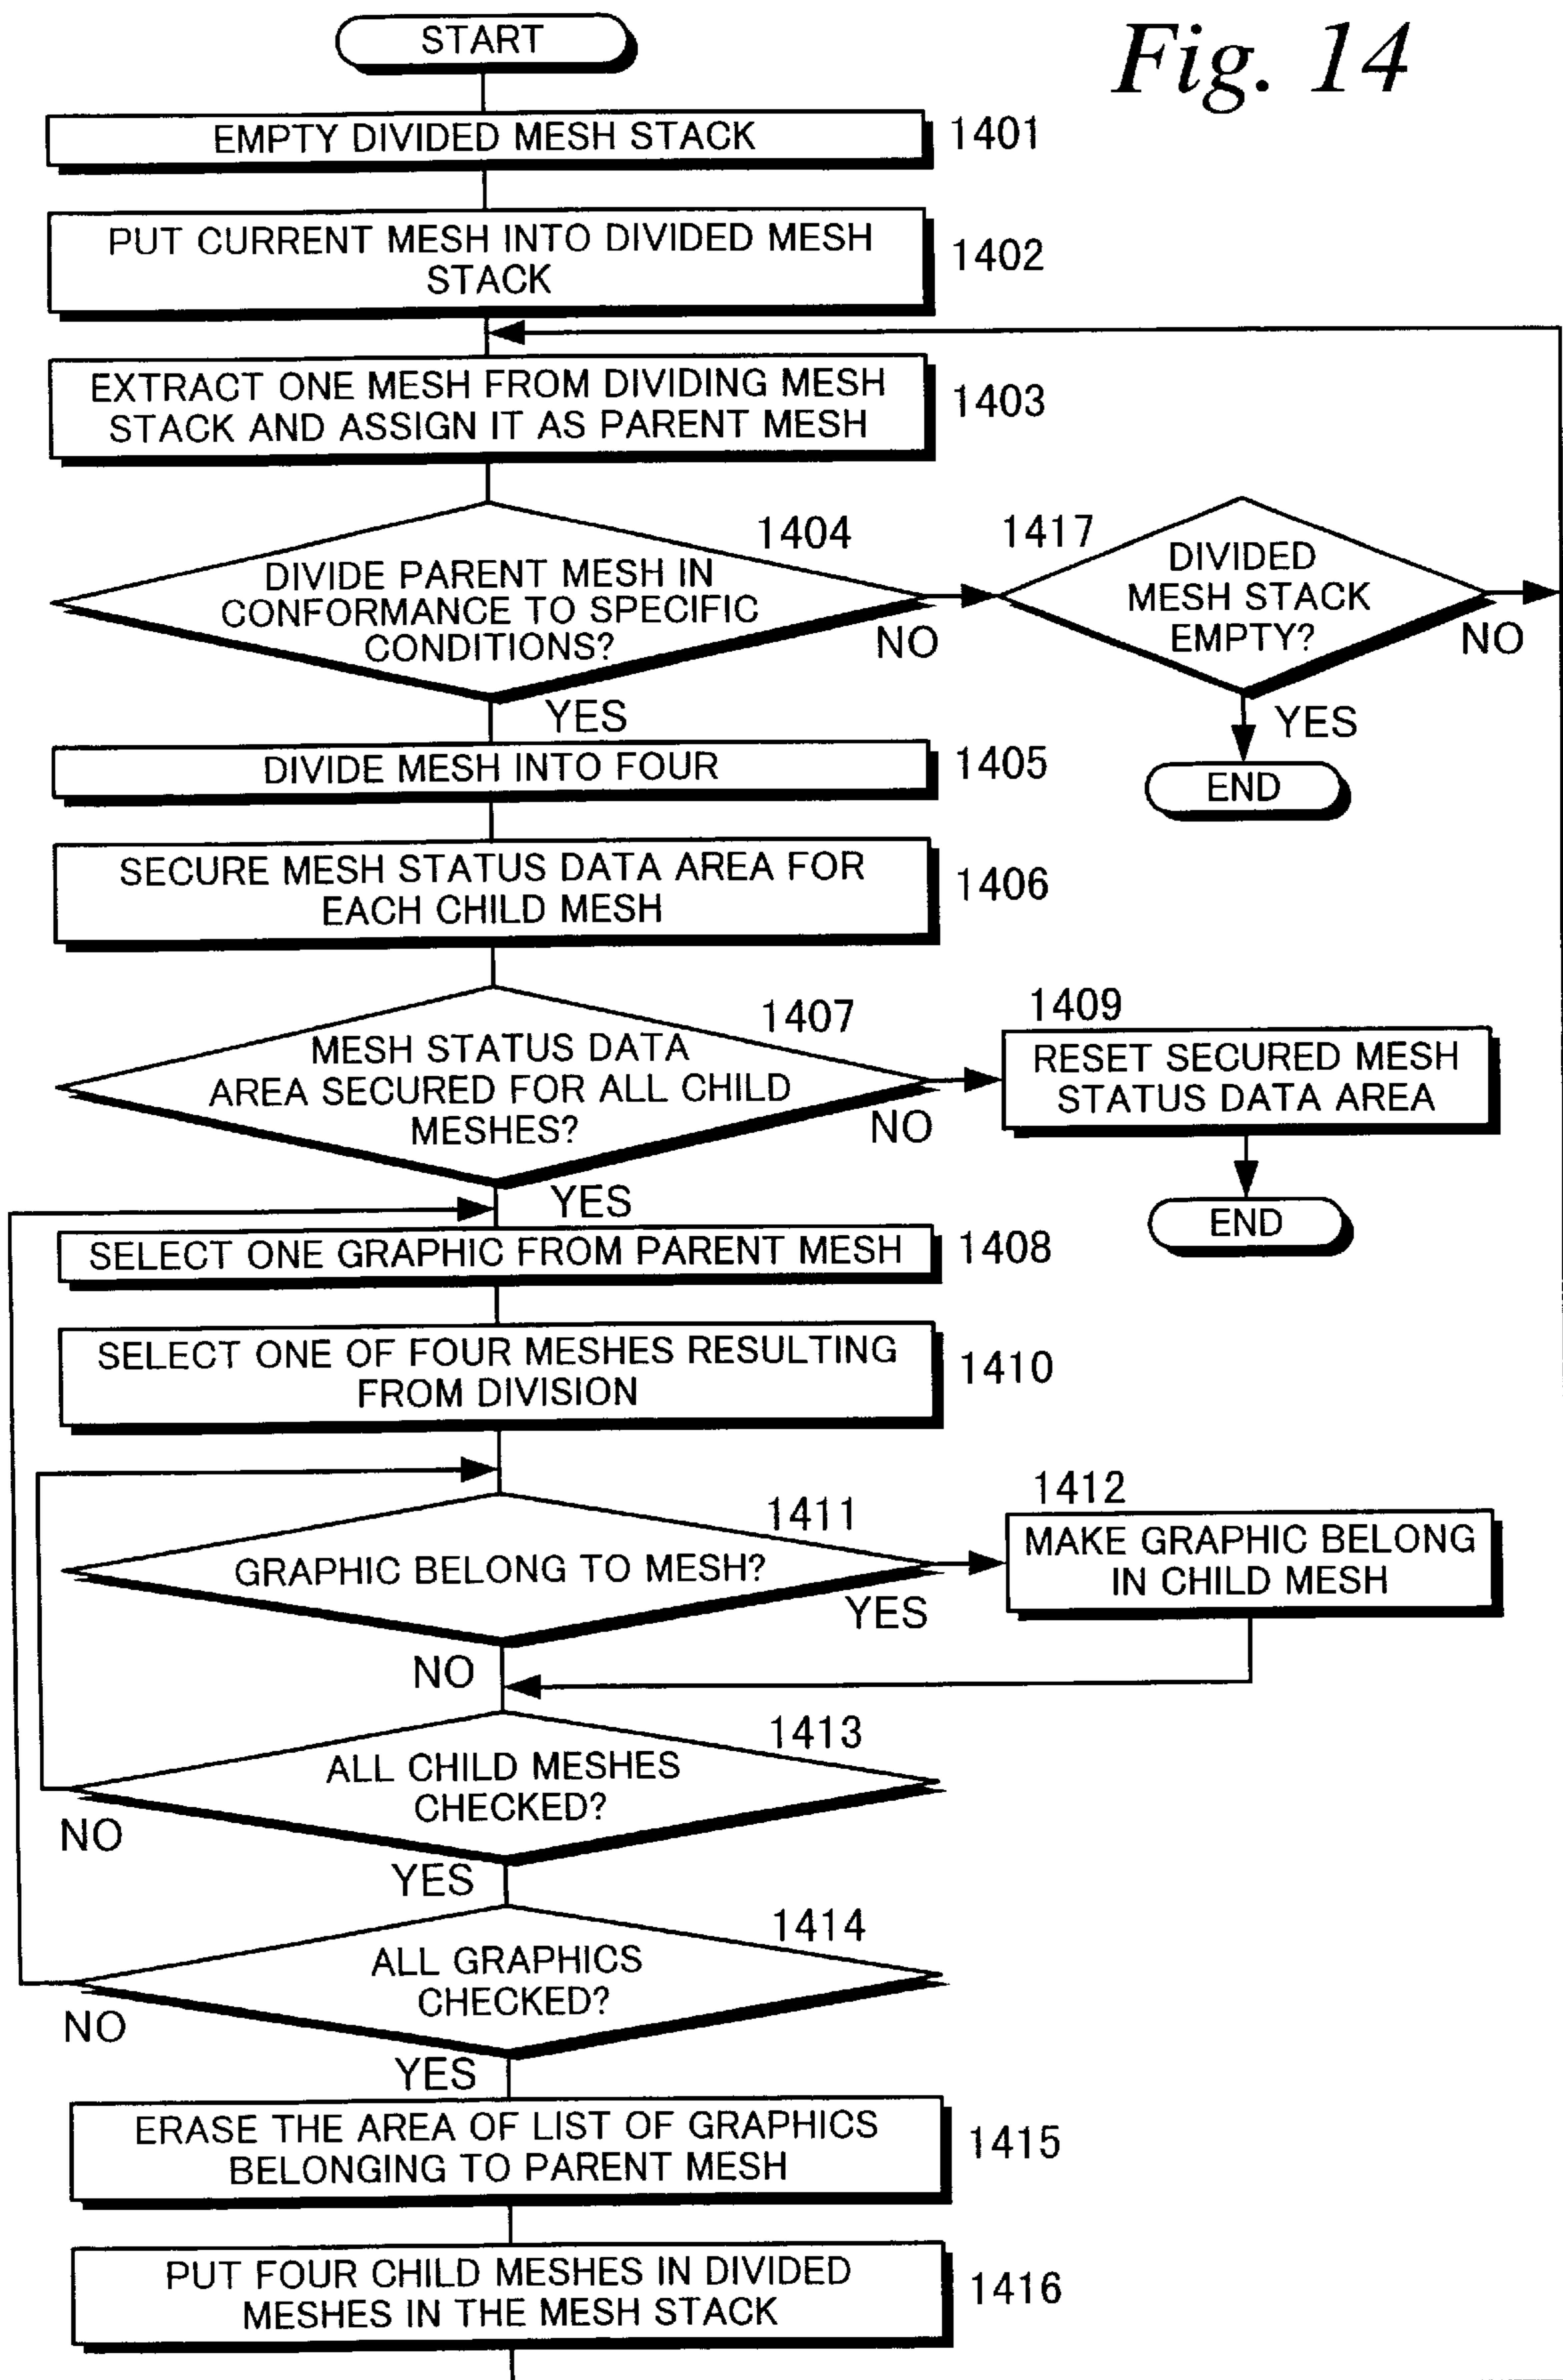 Fig. 14
START
EMPTY DIVIDED MESH STACK
1401
PUT CURRENT MESH INTO DIVIDED MESH
STACK
1402
EXTRACT ONE MESH FROM DIVIDING MESH
STACK AND ASSIGN IT AS PARENT MESH
1403
1404
DIVIDE PARENT MESH IN
CONFORMANCE TO SPECIFIC
CONDITIONS?
NO
1417
DIVIDED
MESH STACK
EMPTY?
NO
YES
YES
END
DIVIDE MESH INTO FOUR
1405
SECURE MESH STATUS DATA AREA FOR
EACH CHILD MESH
1406
1407
MESH STATUS DATA
AREA SECURED FOR ALL CHILD
MESHES?
NO
1409
RESET SECURED MESH
STATUS DATA AREA
YES
END
SELECT ONE GRAPHIC FROM PARENT MESH
1408
SELECT ONE OF FOUR MESHES RESULTING
FROM DIVISION
1410
1411
GRAPHIC BELONG TO MESH?
YES
1412
MAKE GRAPHIC BELONG
IN CHILD MESH
NO
1413
ALL CHILD MESHES
CHECKED?
NO
YES
1414
ALL GRAPHICS
CHECKED?
NO
YES
ERASE THE AREA OF LIST OF GRAPHICS
BELONGING TO PARENT MESH
1415
PUT FOUR CHILD MESHES IN DIVIDED
MESHES IN THE MESH STACK
1416